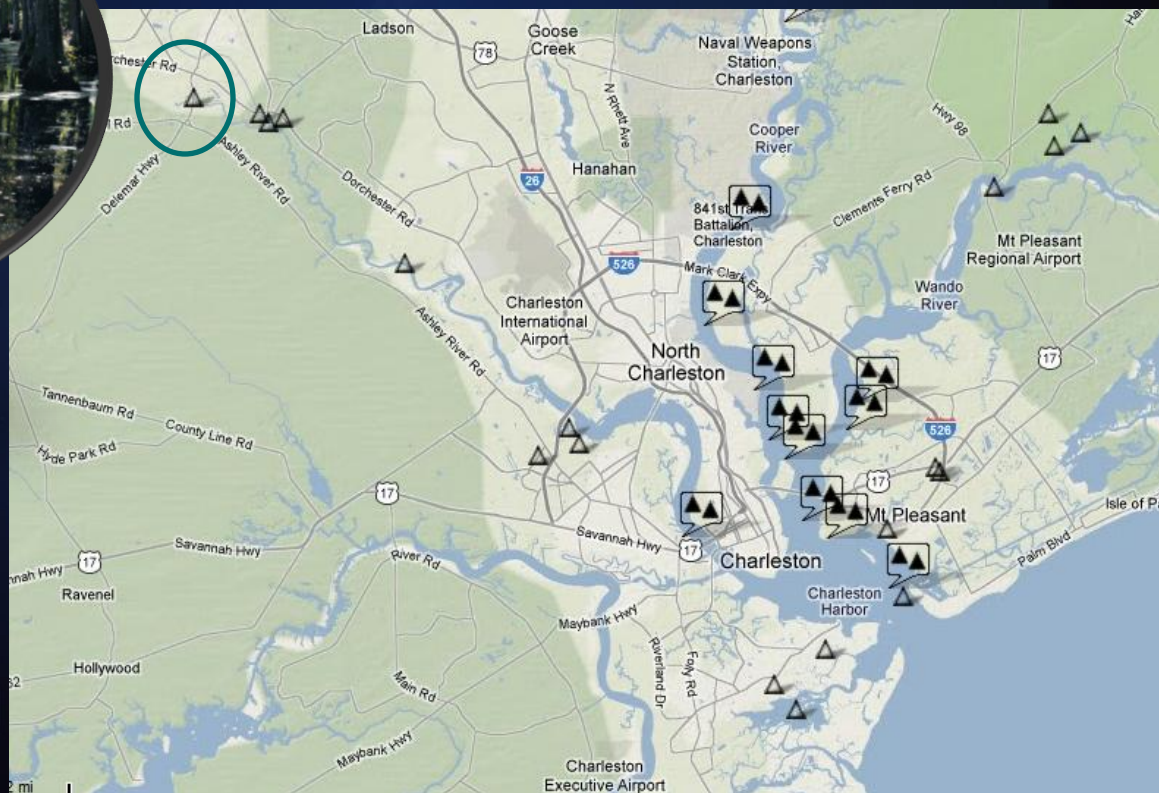 Ladson
78
Goose
Creek
Naval Weapons
Station,
Charleston
rchester Rd
N Rhett Ave
Hwy 98
Cooper
River
l Rd
Ashley River Rd
Delemar Hwy
Hanahan
26
Dorchester Rd
Clements Ferry Rd
841st Trans
Battalion,
Charleston
Mt Pleasant
Regional Airport
526
Mark Clark Expy
Wando
River
Charleston
International
Airport
Ashley River Rd
North
Charleston
17
Tannenbaum Rd
County Line Rd
Hyde Park Rd
526
17
17
Isle of Pa
Mt Pleasant
Savannah Hwy
Savannah Hwy
17
Palm Blvd
River Rd
Charleston
nnah Hwy
17
Ravenel
Charleston
Harbor
Maybank Hwy
Riverland Dr
Folly Rd
Hollywood
Main Rd
Maybank Hwy
Charleston
Executive Airport
2 mi